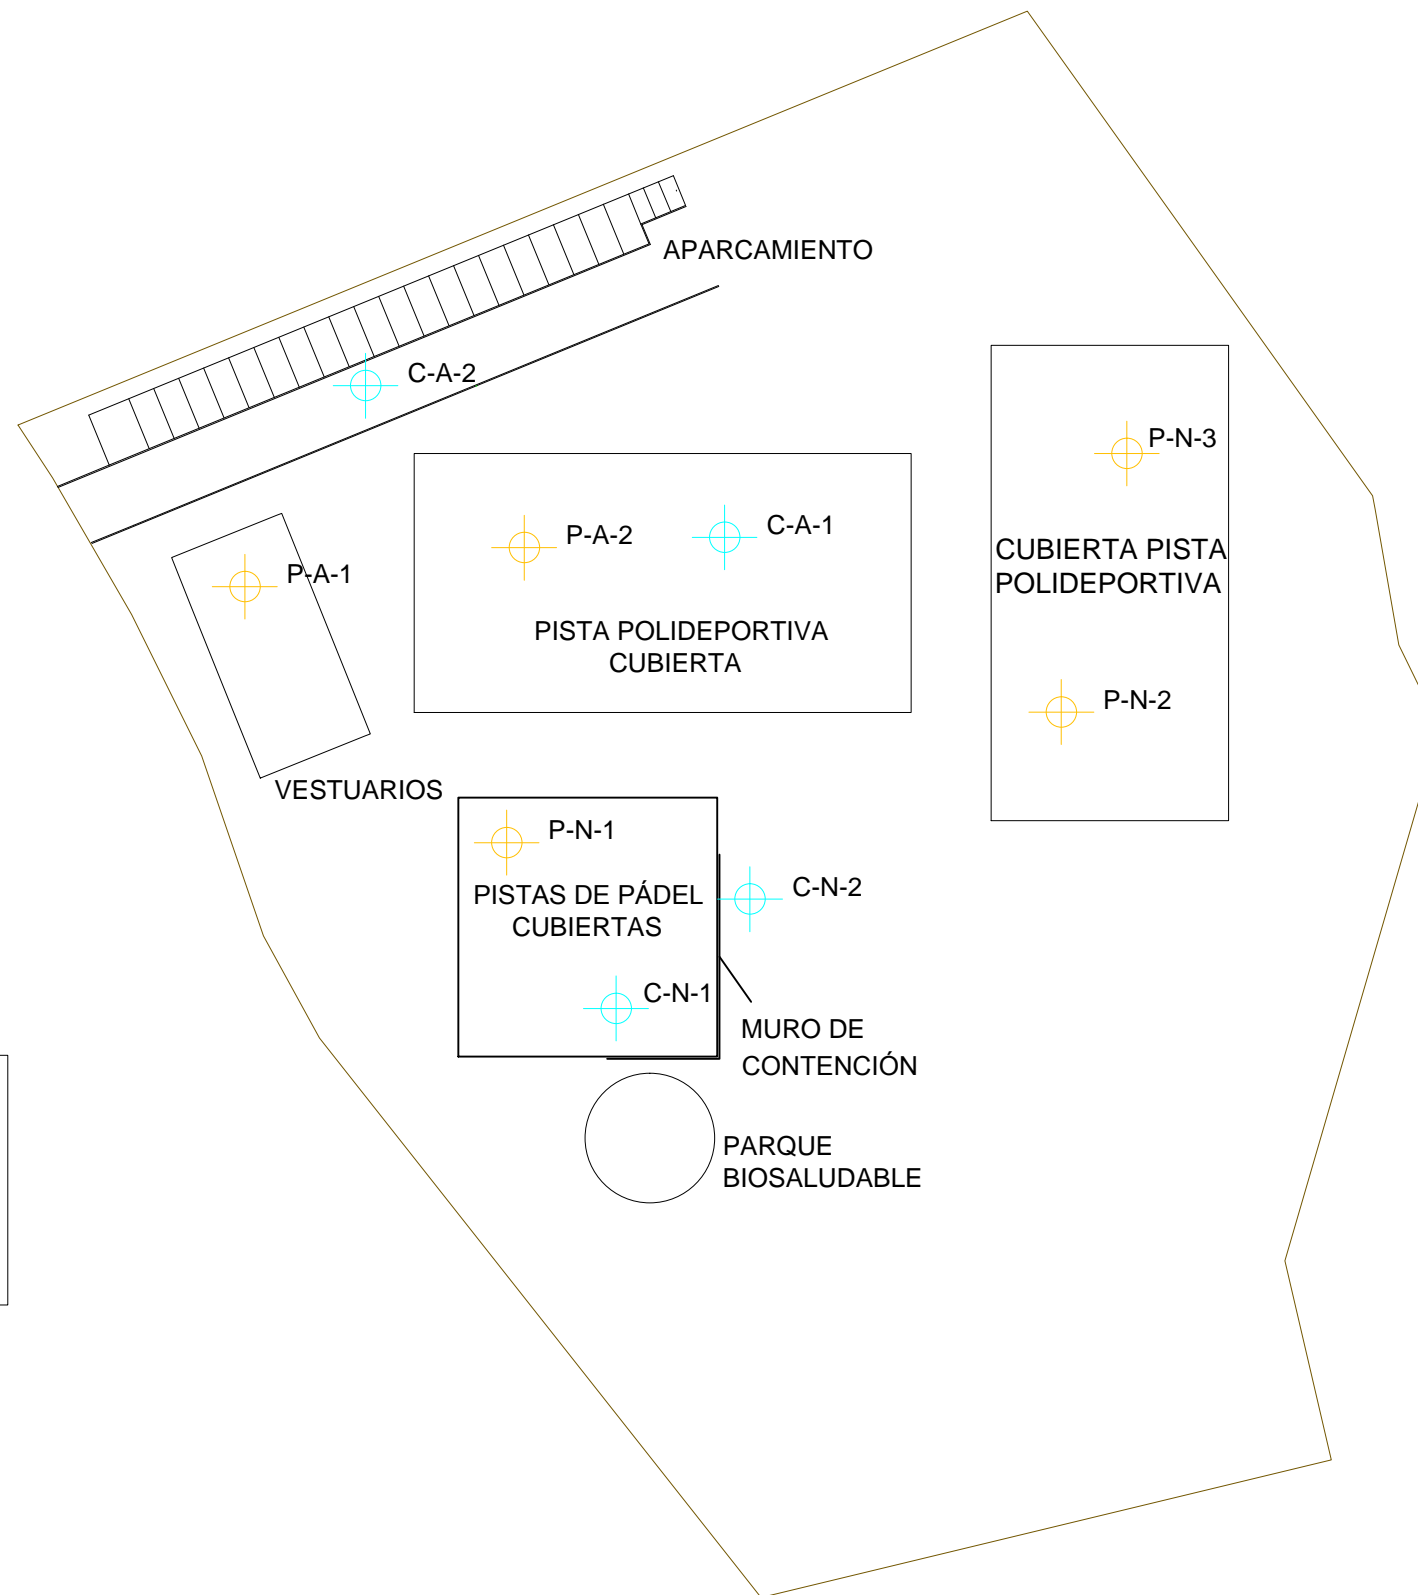 APARCAMIENTO
C-A-2
P-N-3
P-A-2
C-A-1
CUBIERTA PISTA
POLIDEPORTIVA
P-A-1
PISTA POLIDEPORTIVA
CUBIERTA
P-N-2
VESTUARIOS
P-N-1
PISTAS DE PÁDEL
CUBIERTAS
C-N-2
C-N-1
MURO DE
CONTENCIÓN
PARQUE
BIOSALUDABLE